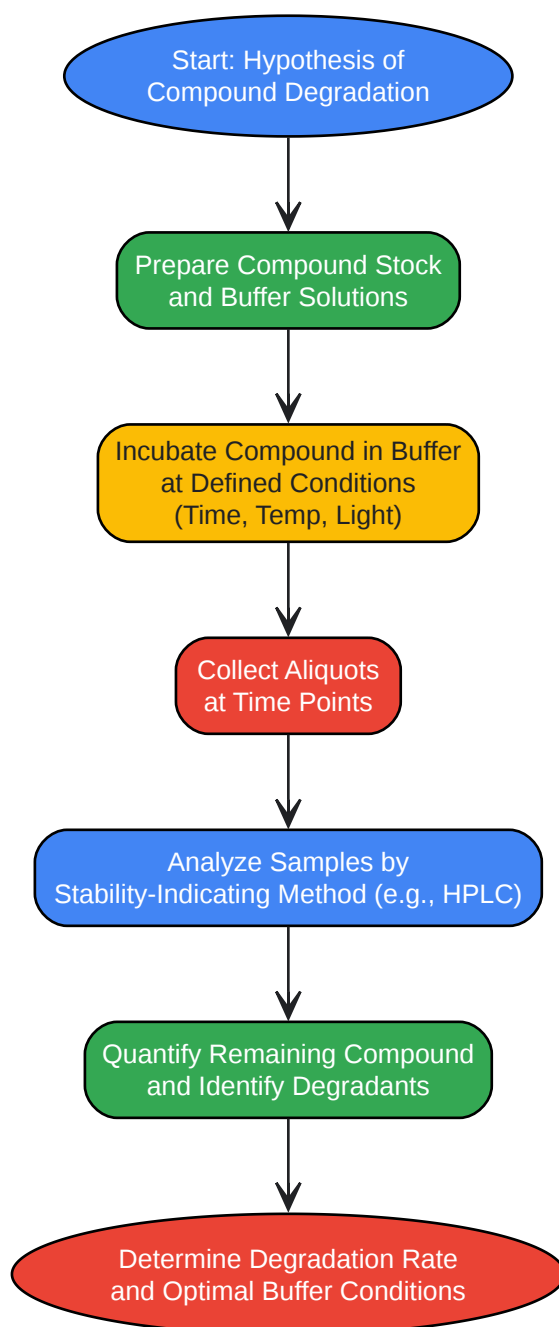 Start: Hypothesis of
Compound Degradation
Prepare Compound Stock
and Buffer Solutions
Incubate Compound in Buffer
at Defined Conditions
(Time, Temp, Light)
Collect Aliquots
at Time Points
Analyze Samples by
Stability-Indicating Method (e.g., HPLC)
Quantify Remaining Compound
and Identify Degradants
Determine Degradation Rate
and Optimal Buffer Conditions